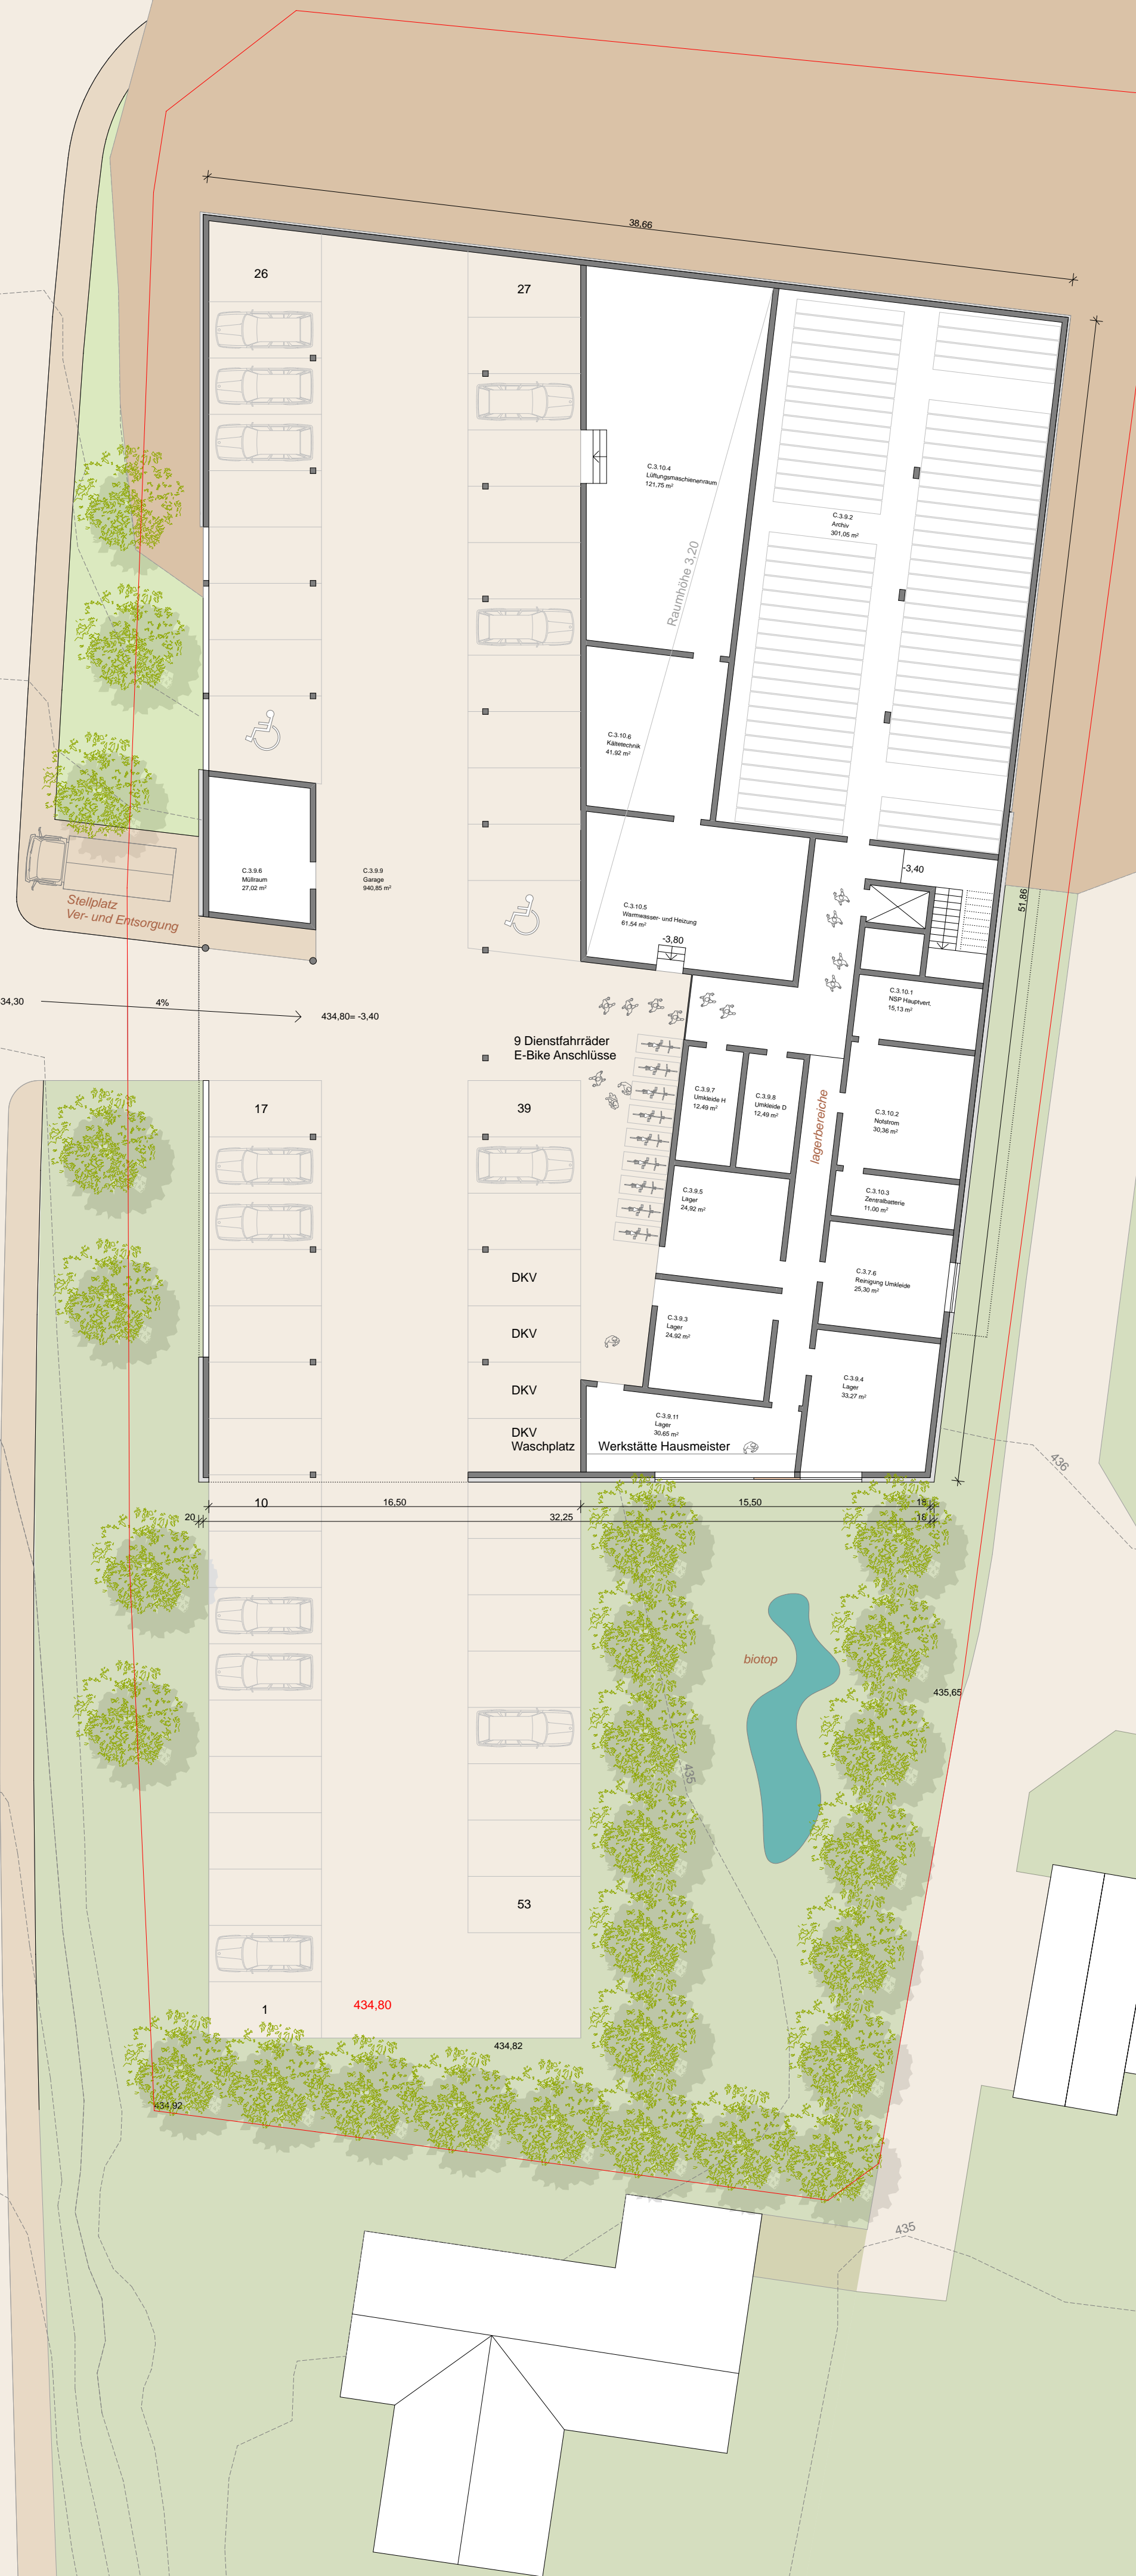 38,66
26
27
C.3.10.4
Lüftungsmaschienenraum
121,75 m²
C.3.9.2
Archiv
301,05 m²
Raumhöhe 3,20
C.3.10.6
Kältetechnik
41,92 m²
C.3.9.6
Müllraum
27,02 m²
C.3.9.9
Garage
940,85 m²
-3,40
51,86
Stellplatz
Ver- und Entsorgung
C.3.10.5
Warmwasser- und Heizung
61,54 m²
-3,80
34,30
4%
434,80= -3,40
C.3.10.1
NSP Hauptvert.
15,13 m²
9 Dienstfahrräder
E-Bike Anschlüsse
17
39
C.3.9.7
Umkleide H
12,49 m²
C.3.9.8
Umkleide D
12,49 m²
lagerbereiche
C.3.10.2
Notstrom
30,36 m²
C.3.9.5
Lager
24,92 m²
C.3.10.3
Zentralbatterie
11,00 m²
DKV
C.3.7.6
Reinigung Umkleide
25,30 m²
DKV
C.3.9.3
Lager
24,92 m²
DKV
C.3.9.4
Lager
33,27 m²
DKV
Waschplatz
C.3.9.11
Lager
30,65 m²
Werkstätte Hausmeister
436
10
16,50
15,50
18
20
32,25
16
biotop
435,65
435
53
1
434,80
434,82
434,92
435